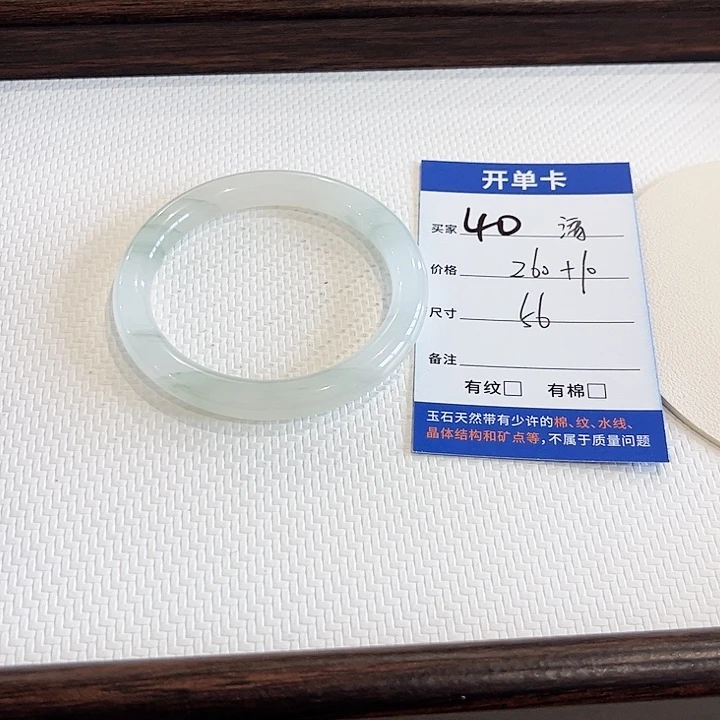 开单卡
买家 40
价格 260+10
尺寸 56
备注
有纹□ 有棉□
玉石天然带有少许的棉、纹、水线、
晶体结构和矿点等,不属于质量问题